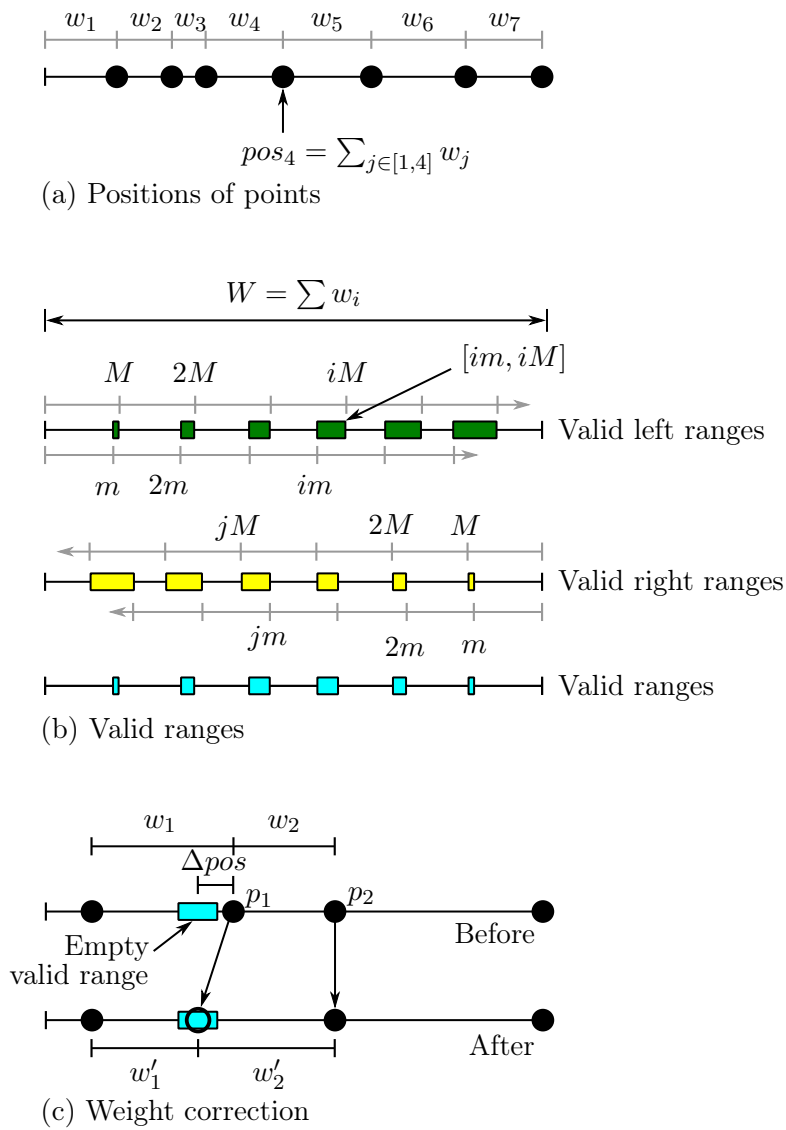 w₁ w₂ w₃ w₄ w₅ w₆ w₇
pos₄ = ∑_{j∈[1,4]} w_j
(a) Positions of points
W = ∑ w_i
[im, iM]
M 2M iM
Valid left ranges
m 2m im
jM 2M M
Valid right ranges
jm 2m m
Valid ranges
(b) Valid ranges
w₁ w₂
Δpos
p₁ p₂
Before
Empty
valid range
After
w′₁ w′₂
(c) Weight correction